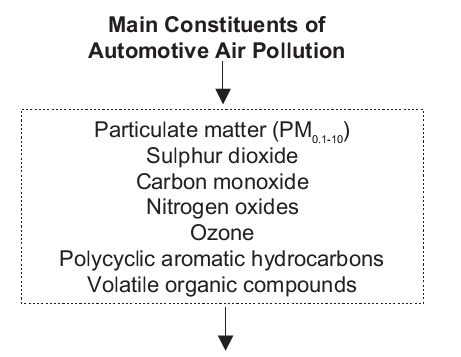 Main Constituents of
Automotive Air Pollution
Particulate matter (PM0.1-10)
Sulphur dioxide
Carbon monoxide
Nitrogen oxides
Ozone
Polycyclic aromatic hydrocarbons
Volatile organic compounds